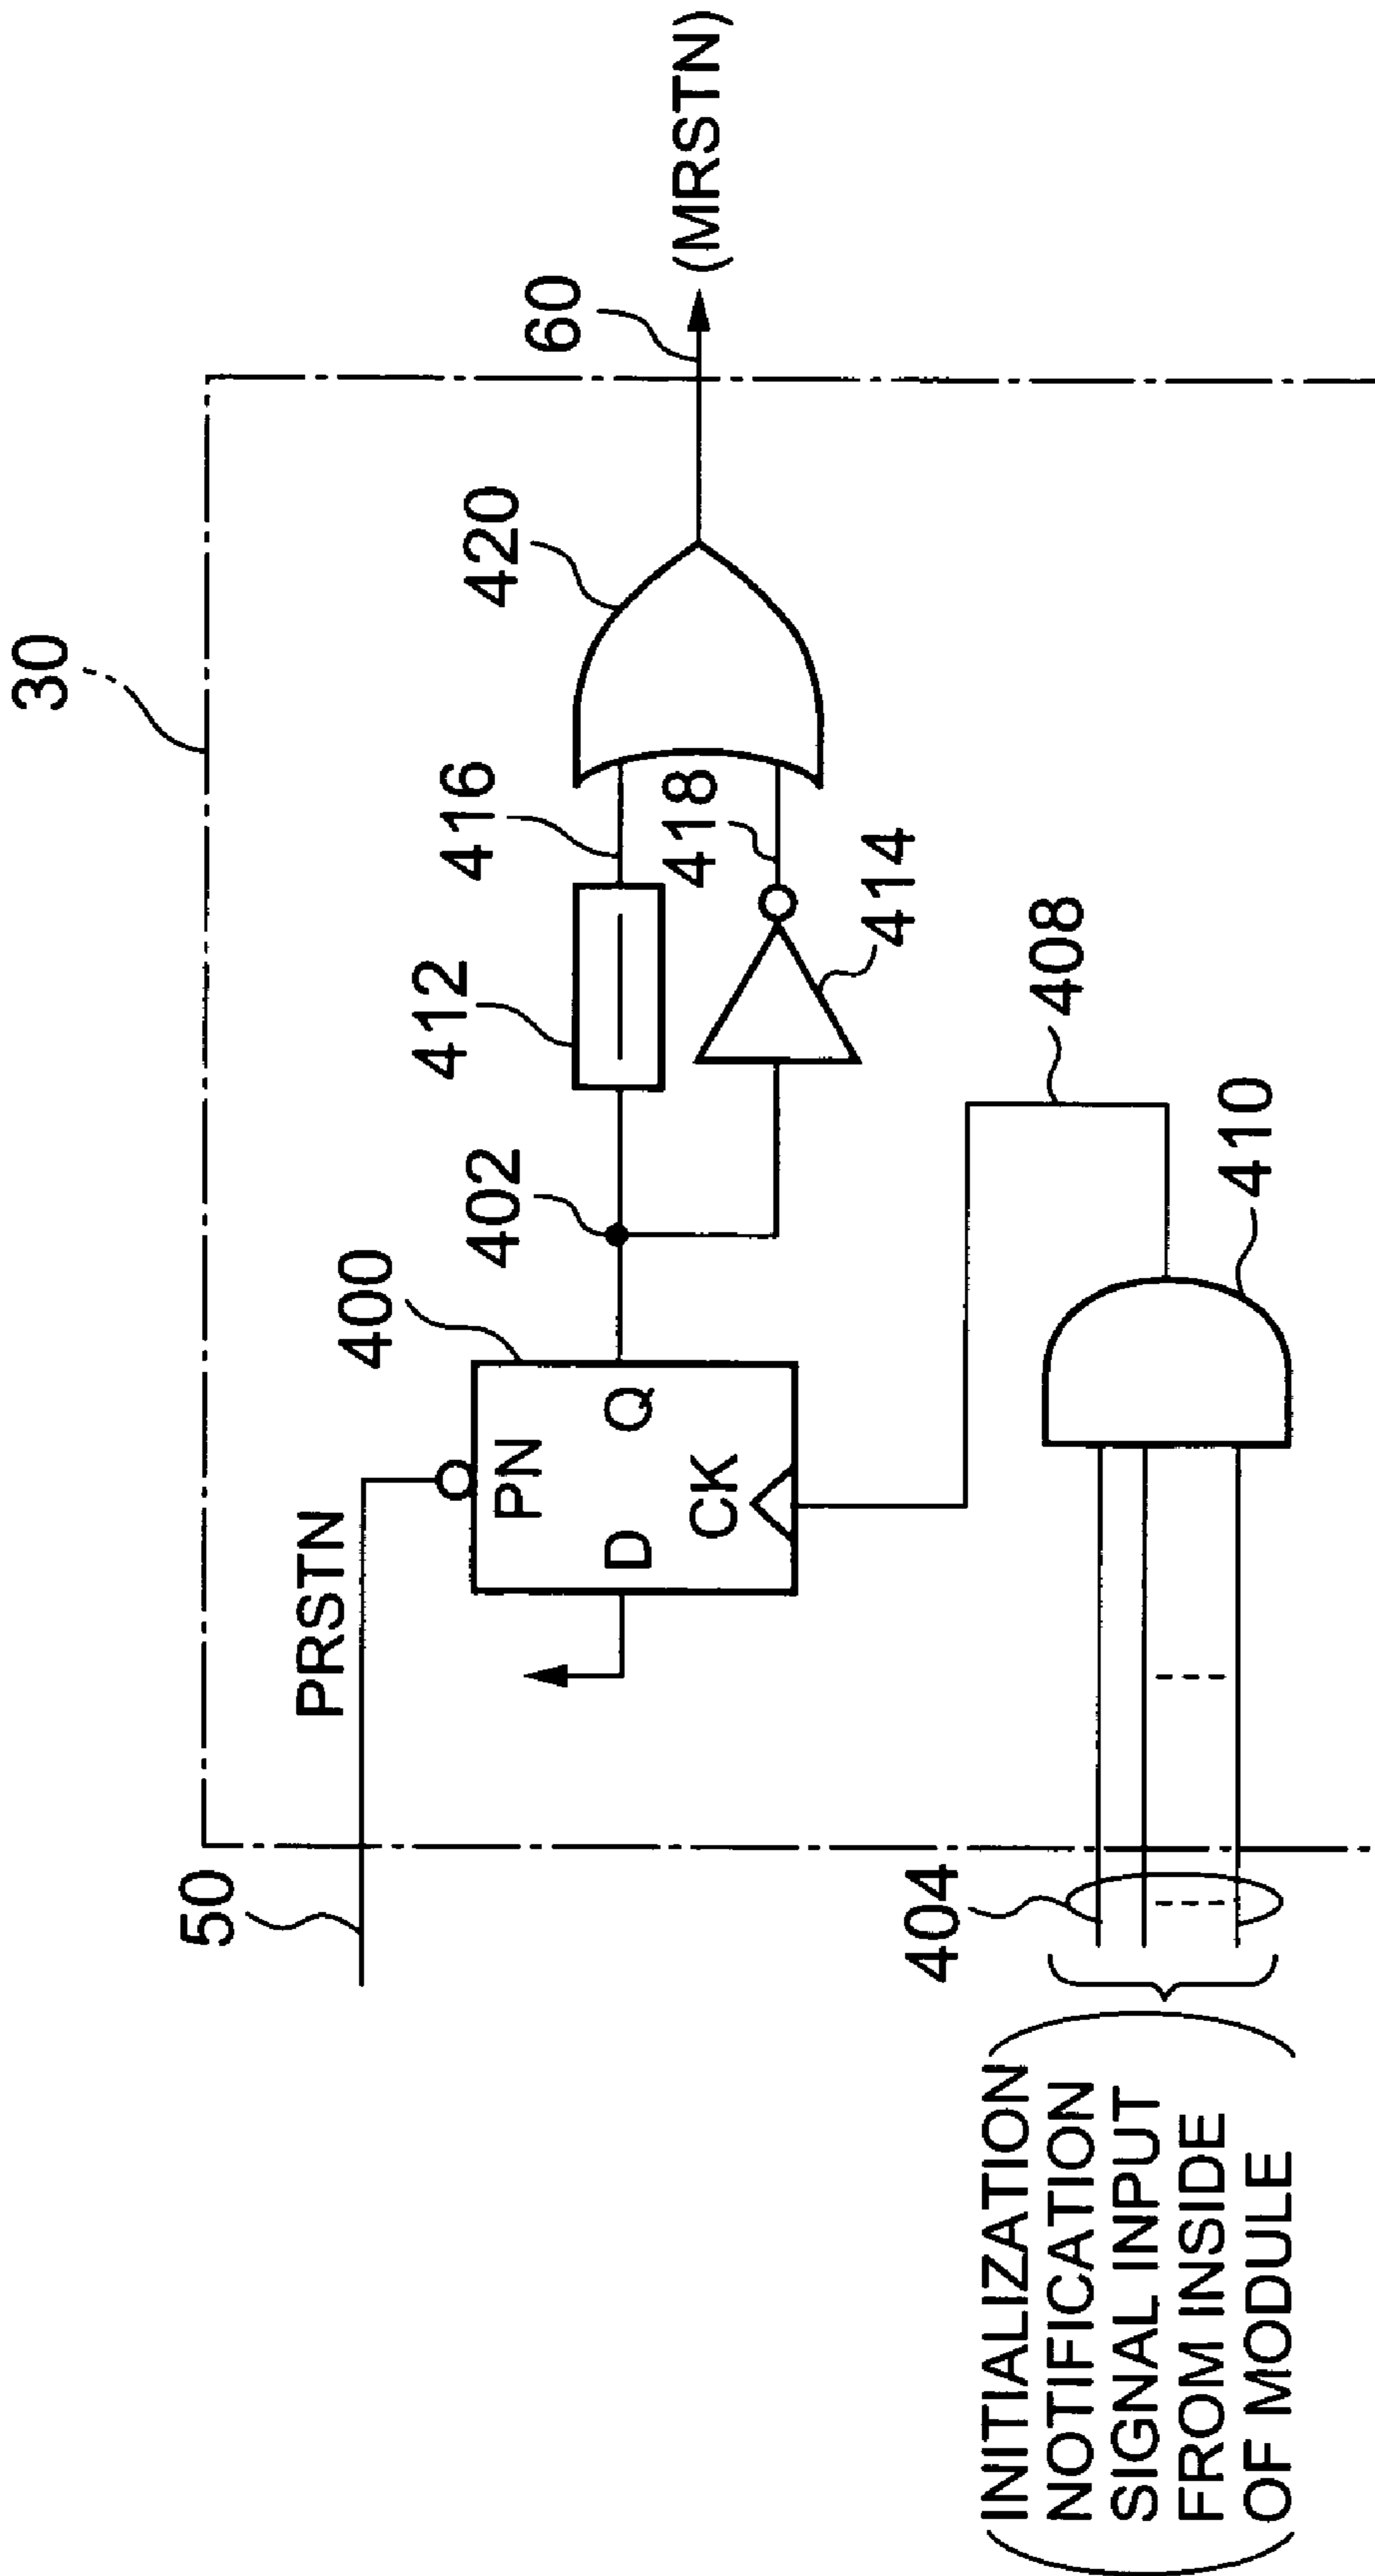 30
50
PRSTN
400
PN
D
Q
CK
402
412
416
418
414
420
60
(MRSTN)
408
410
404
INITIALIZATION
NOTIFICATION
SIGNAL INPUT
FROM INSIDE
OF MODULE